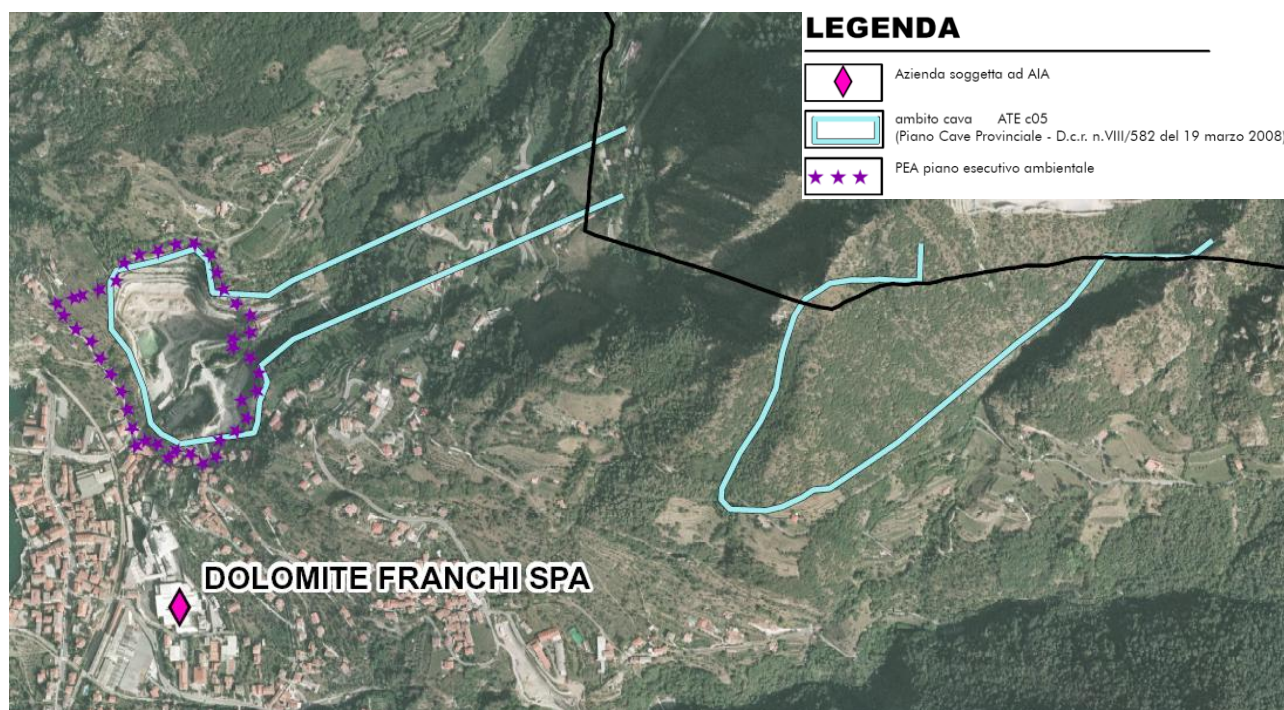 LEGENDA
Azienda soggetta ad AIA
ambito cava ATE c05
(Piano Cave Provinciale - D.c.r. n.VIII/582 del 19 marzo 2008)
PEA piano esecutivo ambientale
DOLOMITE FRANCHI SPA